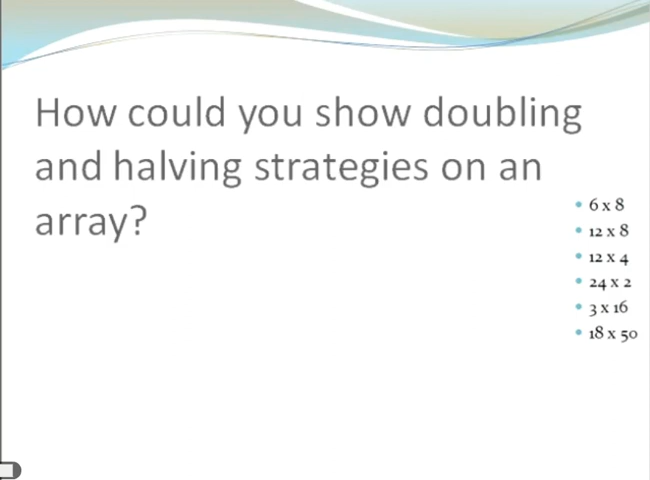 How could you show doubling
and halving strategies on an
array?
• 6 x 8
• 12 x 8
• 12 x 4
• 24 x 2
• 3 x 16
• 18 x 50